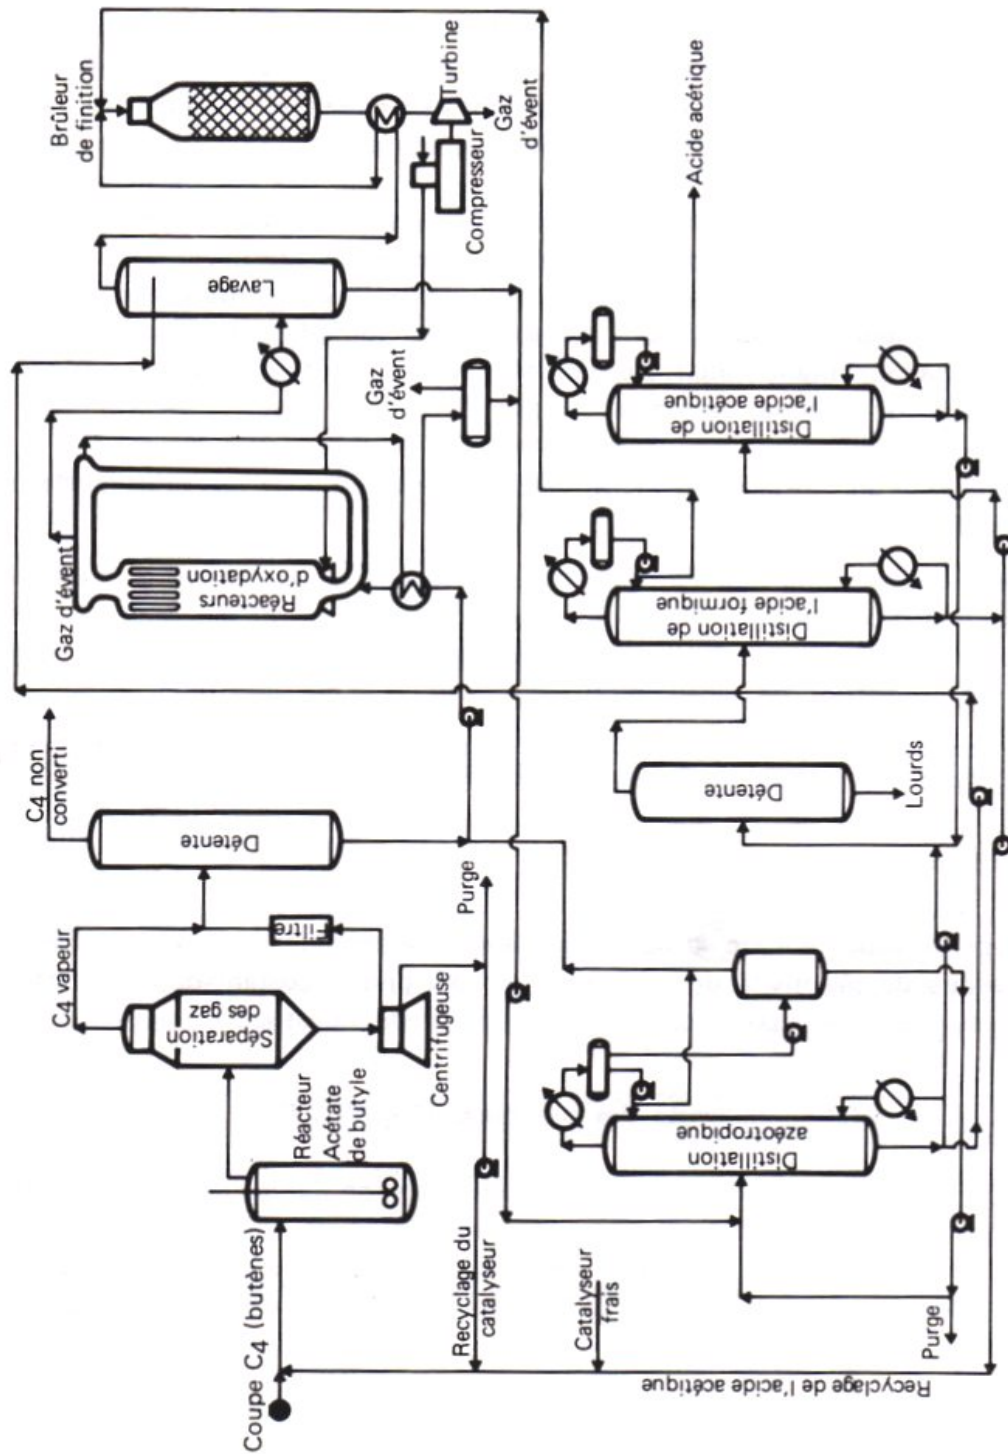 Brûleur
de finition
Turbine
Gaz
d'évent
Compresseur
Acide acétique
Lavage
Gaz
d'évent
Gaz d'évent
Réacteurs
d'oxydation
Distillation de
l'acide acétique
Distillation de
l'acide formique
C4 non
converti
Détente
Détente
Lourds
Purge
C4 vapeur
Filtre
Séparation
des gaz
Centrifugeuse
Réacteur
Acétate
de butyle
Distillation
azéotropique
Coupe C4 (butènes)
Recyclage du
catalyseur
Catalyseur
frais
Purge
Recyclage de l'acide acétique